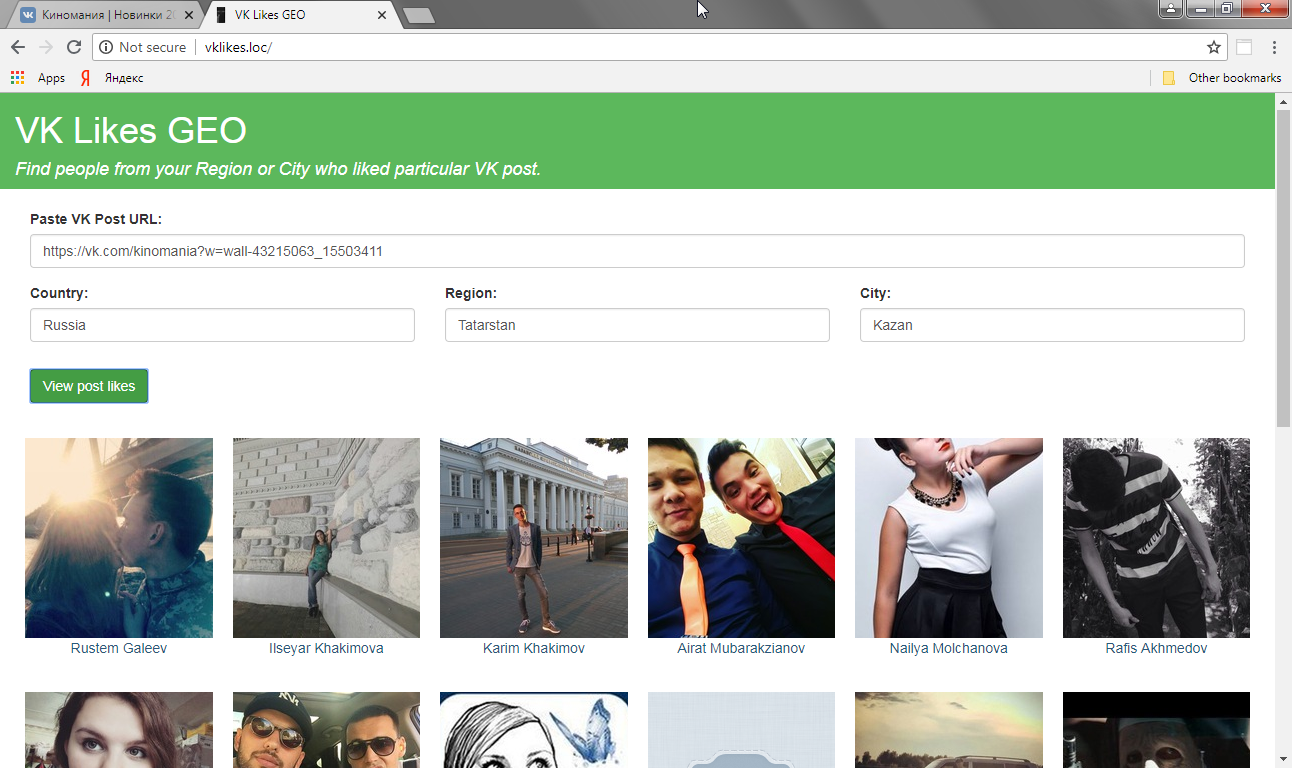 Киномания | Новинки 20
VK Likes GEO
Not secure
vklikes.loc/
Apps
Яндекс
Other bookmarks
VK Likes GEO
Find people from your Region or City who liked particular VK post.
Paste VK Post URL:
https://vk.com/kinomania?w=wall-43215063_15503411
Country:
Region:
City:
Russia
Tatarstan
Kazan
View post likes
Rustem Galeev
Ilseyar Khakimova
Karim Khakimov
Airat Mubarakzianov
Nailya Molchanova
Rafis Akhmedov